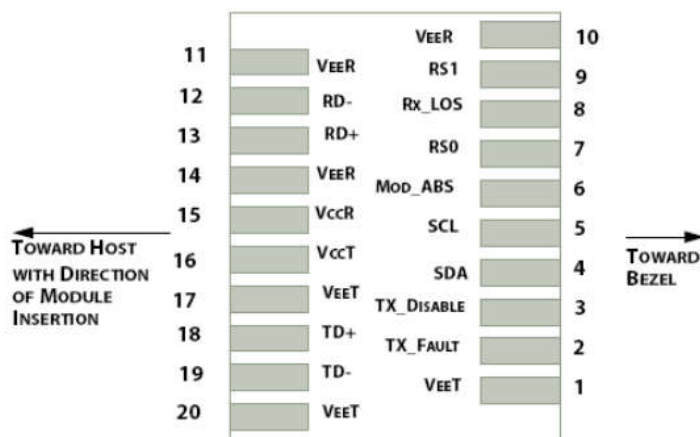 11 VEER
12 RD-
13 RD+
14 VEER
15 VCCR
16 VCCT
17 VEET
18 TD+
19 TD-
20 VEET
VEER 10
RS1 9
RX_LOS 8
RS0 7
MOD_ABS 6
SCL 5
SDA 4
TX_DISABLE 3
TX_FAULT 2
VEET 1
TOWARD HOST
WITH DIRECTION
OF MODULE
INSERTION
TOWARD
BEZEL